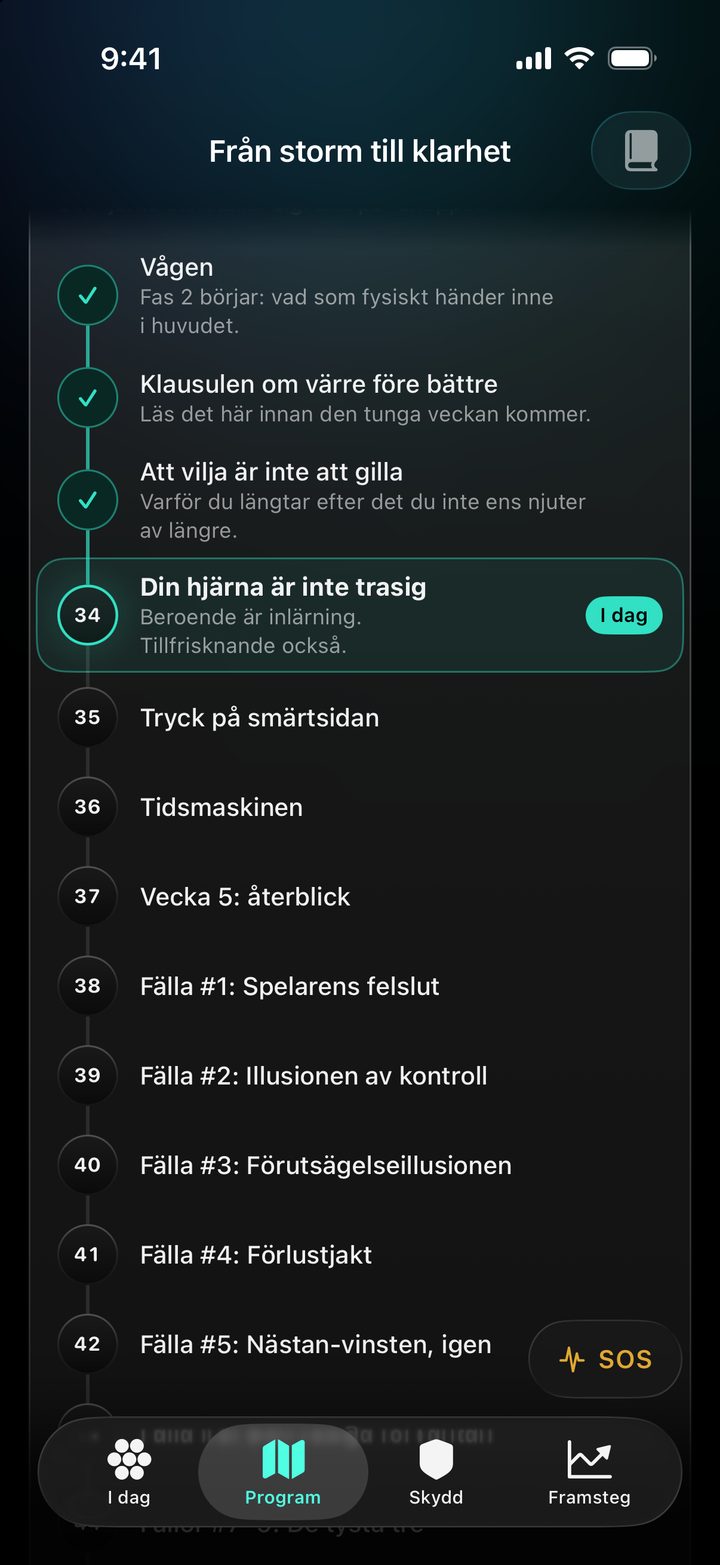 9:41
Från storm till klarhet
Vågen
Fas 2 börjar: vad som fysiskt händer inne
i huvudet.
Klausulen om värre före bättre
Läs det här innan den tunga veckan kommer.
Att vilja är inte att gilla
Varför du längtar efter det du inte ens njuter
av längre.
34
Din hjärna är inte trasig
Beroende är inlärning.
Tillfrisknande också.
I dag
35
Tryck på smärtsidan
36
Tidsmaskinen
37
Vecka 5: återblick
38
Fälla #1: Spelarens felslut
39
Fälla #2: Illusionen av kontroll
40
Fälla #3: Förutsägelseillusionen
41
Fälla #4: Förlustjakt
42
Fälla #5: Nästan-vinsten, igen
SOS
I dag
Program
Skydd
Framsteg